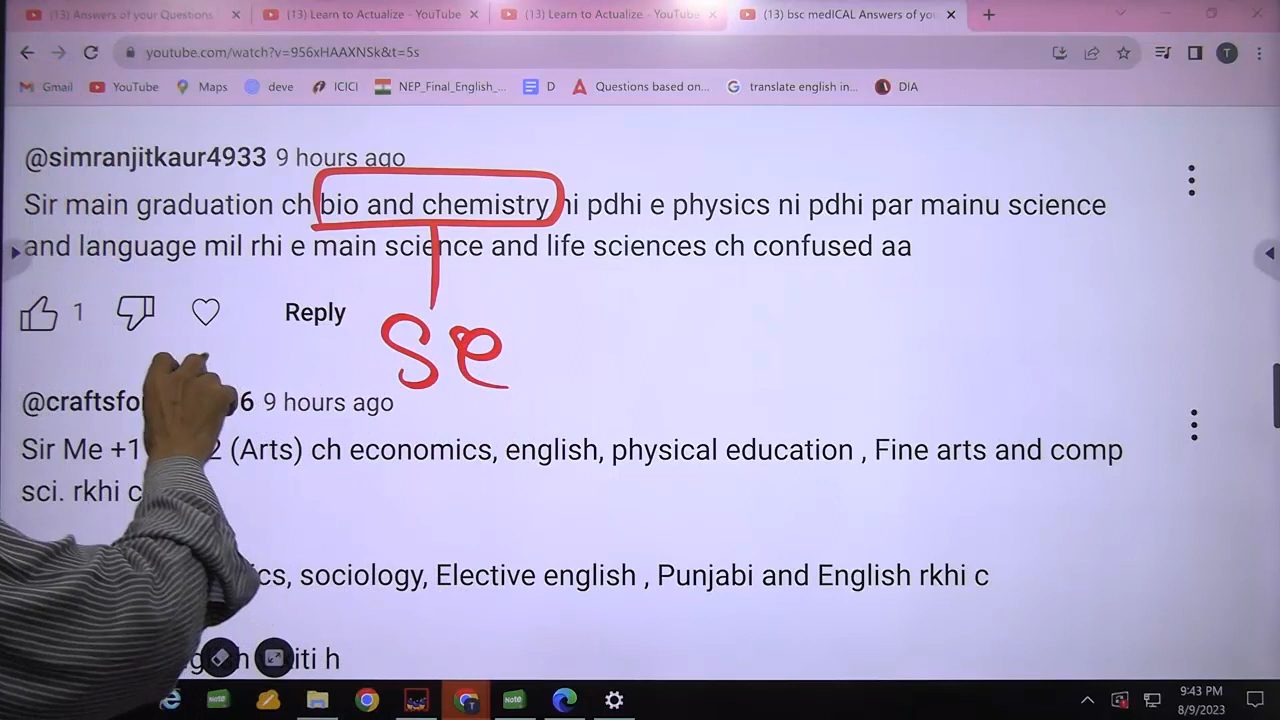 (13) Answers of your Questions
(13) Learn to Actualize - YouTube
(13) Learn to Actualize - YouTube
(13) bsc medICAL Answers of you
youtube.com/watch?v=956xHAAXNSk&t=5s
T
Gmail YouTube Maps deve ICICI NEP_Final_English_... D Questions based on... translate english in... DIA
@simranjitkaur4933 9 hours ago
Sir main graduation ch bio and chemistry ni pdhi e physics ni pdhi par mainu science
and language mil rhi e main science and life sciences ch confused aa
1 Reply
@craftsfo 6 9 hours ago
Sir Me 2 (Arts) ch economics, english, physical education , Fine arts and comp
sci. rkhi c
sociology, Elective english , Punjabi and English rkhi c
kiti h
9:43 PM
8/9/2023